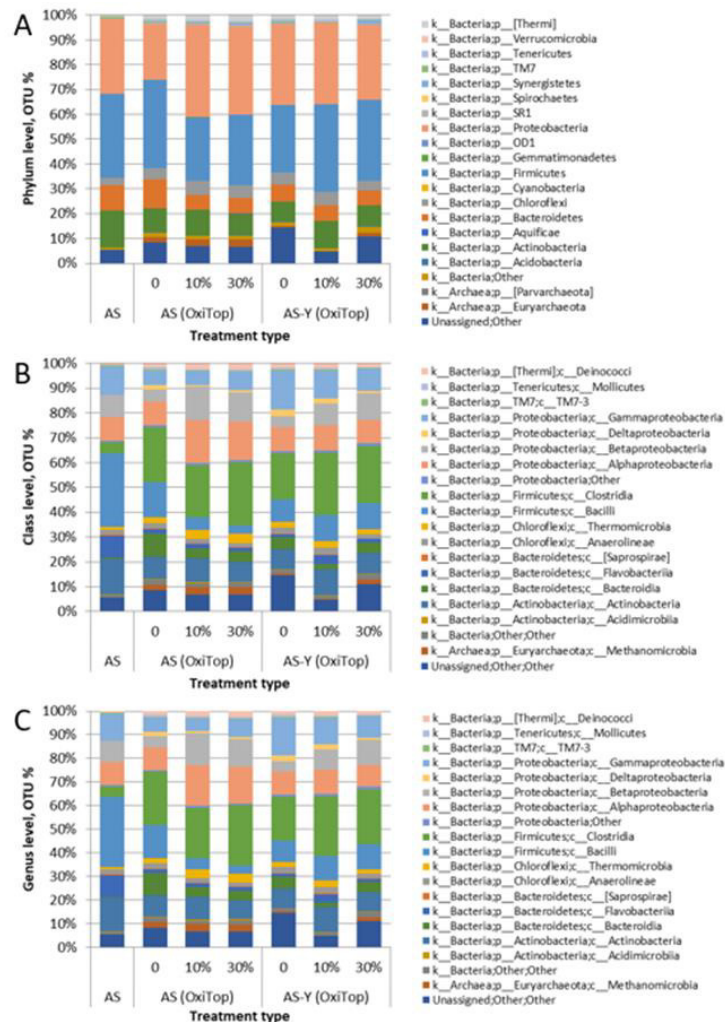 A
Phylum level, OTU %
100%
90%
80%
70%
60%
50%
40%
30%
20%
10%
0%
0 10% 30% 0 10% 30%
AS AS (OxiTop) AS-Y (OxiTop)
Treatment type
k__Bacteria;p__[Thermi]
k__Bacteria;p__Verrucomicrobia
k__Bacteria;p__Tenericutes
k__Bacteria;p__TM7
k__Bacteria;p__Synergistetes
k__Bacteria;p__Spirochaetes
k__Bacteria;p__SR1
k__Bacteria;p__Proteobacteria
k__Bacteria;p__OD1
k__Bacteria;p__Gemmatimonadetes
k__Bacteria;p__Firmicutes
k__Bacteria;p__Cyanobacteria
k__Bacteria;p__Chloroflexi
k__Bacteria;p__Bacteroidetes
k__Bacteria;p__Aquificae
k__Bacteria;p__Actinobacteria
k__Bacteria;p__Acidobacteria
k__Bacteria;Other
k__Archaea;p__[Parvarchaeota]
k__Archaea;p__Euryarchaeota
Unassigned;Other
B
Class level, OTU %
100%
90%
80%
70%
60%
50%
40%
30%
20%
10%
0%
0 10% 30% 0 10% 30%
AS AS (OxiTop) AS-Y (OxiTop)
Treatment type
k__Bacteria;p__[Thermi];c__Deinococci
k__Bacteria;p__Tenericutes;c__Mollicutes
k__Bacteria;p__TM7;c__TM7-3
k__Bacteria;p__Proteobacteria;c__Gammaproteobacteria
k__Bacteria;p__Proteobacteria;c__Deltaproteobacteria
k__Bacteria;p__Proteobacteria;c__Betaproteobacteria
k__Bacteria;p__Proteobacteria;c__Alphaproteobacteria
k__Bacteria;p__Proteobacteria;Other
k__Bacteria;p__Firmicutes;c__Clostridia
k__Bacteria;p__Firmicutes;c__Bacilli
k__Bacteria;p__Chloroflexi;c__Thermomicrobia
k__Bacteria;p__Chloroflexi;c__Anaerolineae
k__Bacteria;p__Bacteroidetes;c__[Saprospirae]
k__Bacteria;p__Bacteroidetes;c__Flavobacteriia
k__Bacteria;p__Bacteroidetes;c__Bacteroidia
k__Bacteria;p__Actinobacteria;c__Actinobacteria
k__Bacteria;p__Actinobacteria;c__Acidimicrobiia
k__Bacteria;Other;Other
k__Archaea;p__Euryarchaeota;c__Methanomicrobia
Unassigned;Other;Other
C
Genus level, OTU %
100%
90%
80%
70%
60%
50%
40%
30%
20%
10%
0%
0 10% 30% 0 10% 30%
AS AS (OxiTop) AS-Y (OxiTop)
Treatment type
k__Bacteria;p__[Thermi];c__Deinococci
k__Bacteria;p__Tenericutes;c__Mollicutes
k__Bacteria;p__TM7;c__TM7-3
k__Bacteria;p__Proteobacteria;c__Gammaproteobacteria
k__Bacteria;p__Proteobacteria;c__Deltaproteobacteria
k__Bacteria;p__Proteobacteria;c__Betaproteobacteria
k__Bacteria;p__Proteobacteria;c__Alphaproteobacteria
k__Bacteria;p__Proteobacteria;Other
k__Bacteria;p__Firmicutes;c__Clostridia
k__Bacteria;p__Firmicutes;c__Bacilli
k__Bacteria;p__Chloroflexi;c__Thermomicrobia
k__Bacteria;p__Chloroflexi;c__Anaerolineae
k__Bacteria;p__Bacteroidetes;c__[Saprospirae]
k__Bacteria;p__Bacteroidetes;c__Flavobacteriia
k__Bacteria;p__Bacteroidetes;c__Bacteroidia
k__Bacteria;p__Actinobacteria;c__Actinobacteria
k__Bacteria;p__Actinobacteria;c__Acidimicrobiia
k__Bacteria;Other;Other
k__Archaea;p__Euryarchaeota;c__Methanomicrobia
Unassigned;Other;Other